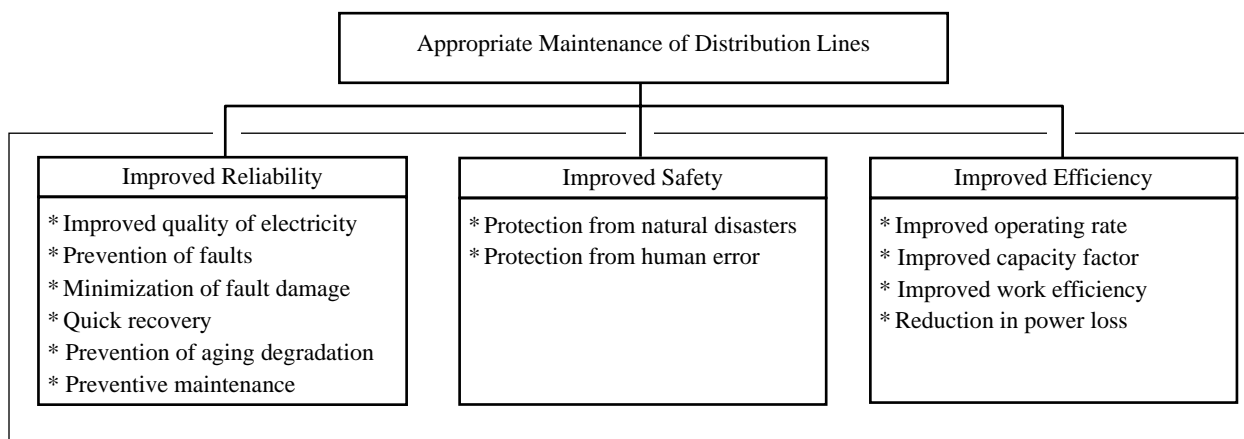 Appropriate Maintenance of Distribution Lines
Improved Reliability
* Improved quality of electricity
* Prevention of faults
* Minimization of fault damage
* Quick recovery
* Prevention of aging degradation
* Preventive maintenance
Improved Safety
* Protection from natural disasters
* Protection from human error
Improved Efficiency
* Improved operating rate
* Improved capacity factor
* Improved work efficiency
* Reduction in power loss